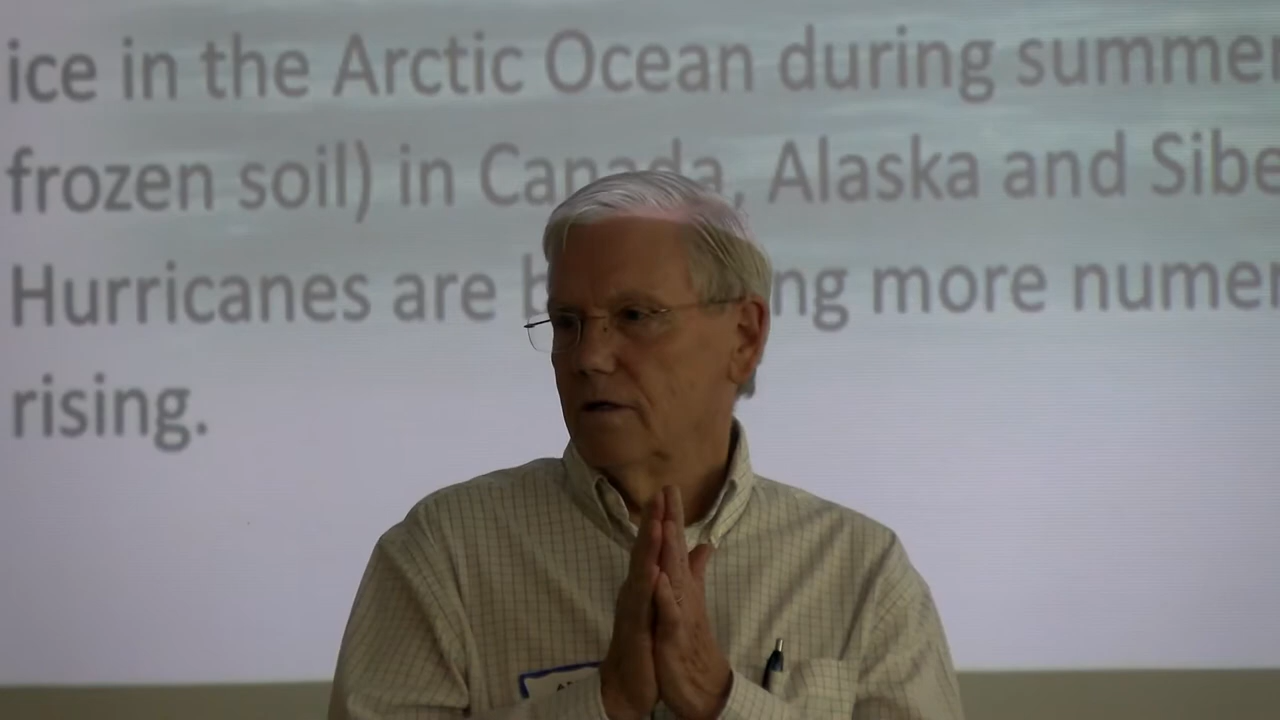 ice in the Arctic Ocean during summer
frozen soil) in Canada, Alaska and Sibe
Hurricanes are b ng more numer
rising.